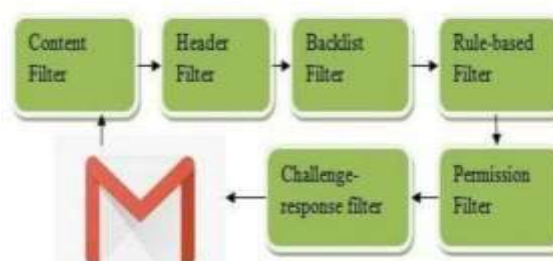 Content
Filter
Header
Filter
Backlist
Filter
Rule-based
Filter
Challenge-
response filter
Permission
Filter